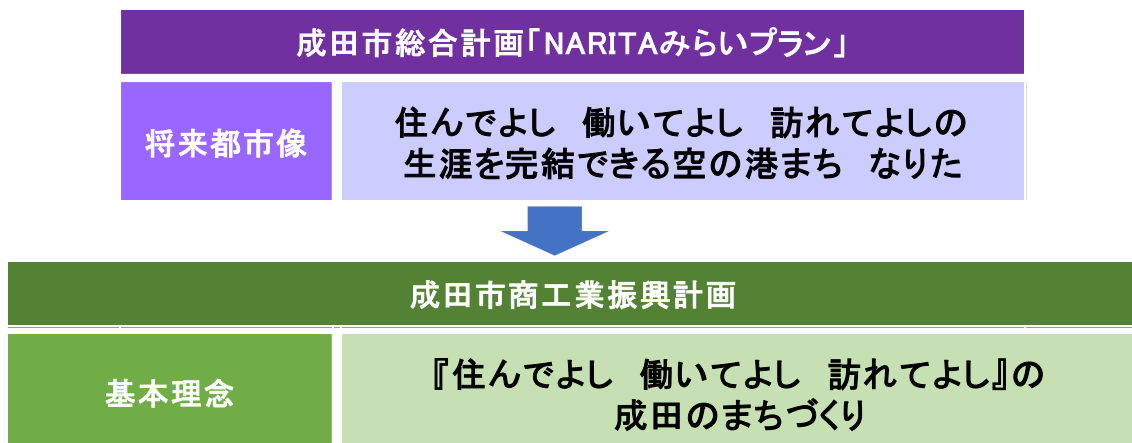 成田市総合計画「NARITAみらいプラン」
将来都市像
住んでよし　働いてよし　訪れてよしの
生涯を完結できる空の港まち　なりた
成田市商工業振興計画
基本理念
『住んでよし　働いてよし　訪れてよし』の
成田のまちづくり